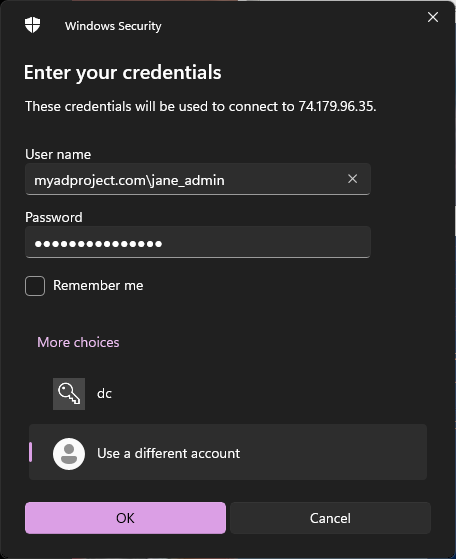 Windows Security
Enter your credentials
These credentials will be used to connect to 74.179.96.35.
User name
myadproject.com\jane_admin
Password
●●●●●●●●●●●●●●●
Remember me
More choices
dc
Use a different account
OK
Cancel